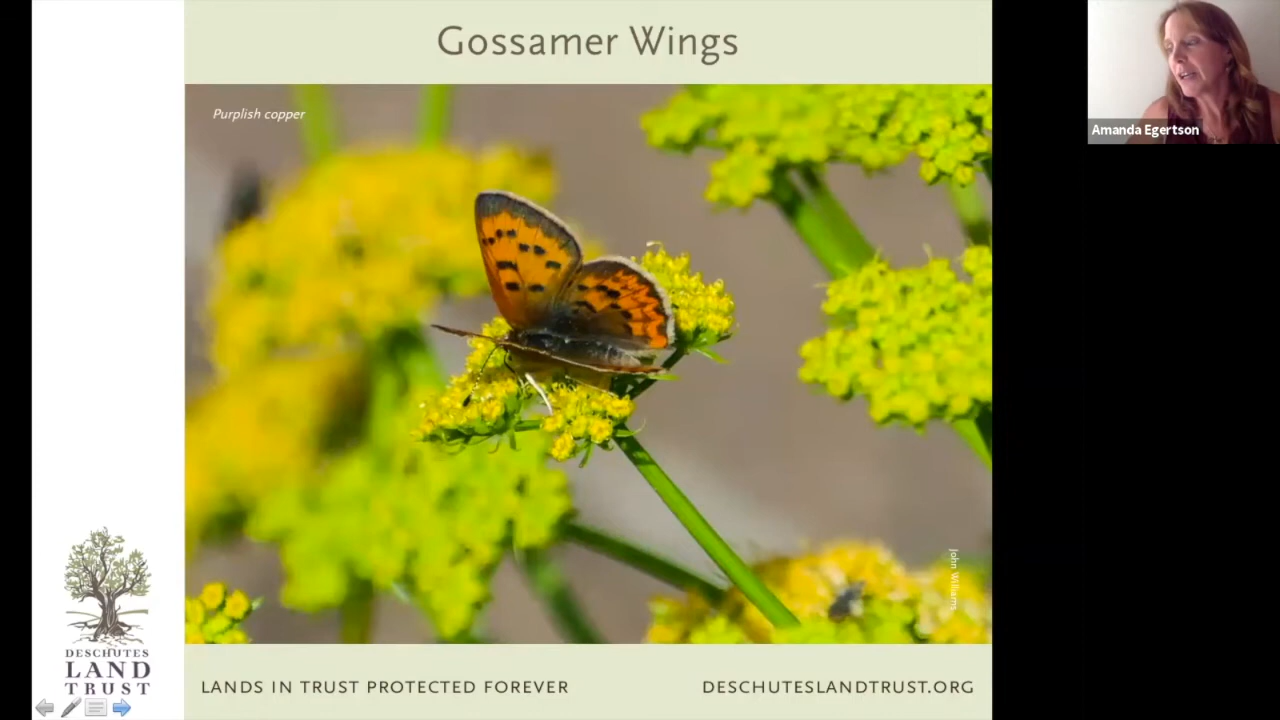 Gossamer Wings
Purplish copper
Amanda Egertson
John Williams
DESCHUTES
LAND
TRUST
LANDS IN TRUST PROTECTED FOREVER
DESCHUTESLANDTRUST.ORG